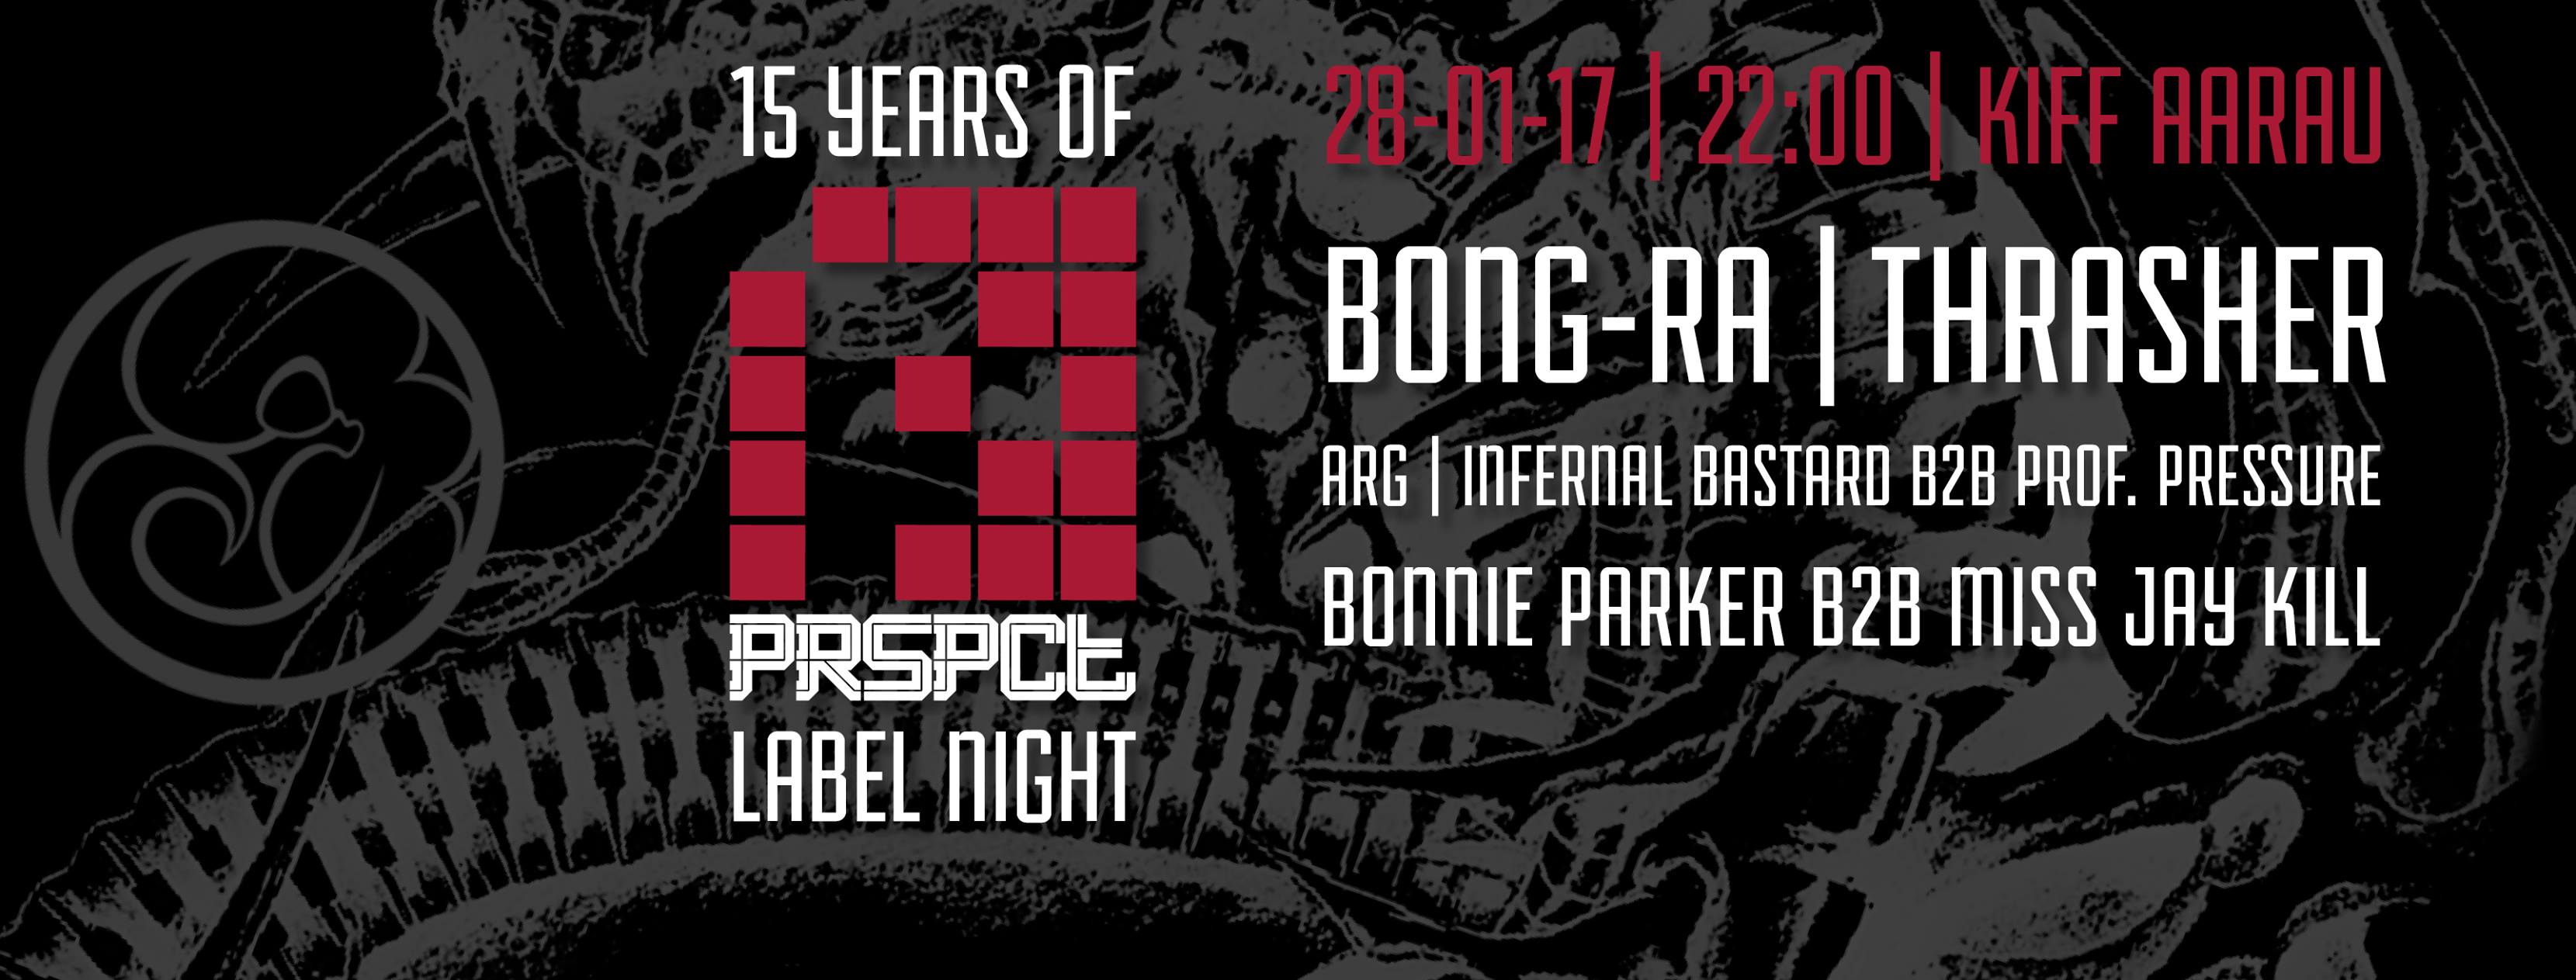 15 YEARS OF
PRSPCt
LABEL NIGHT
28-01-17 | 22:00 | KIFF AARAU
BONG-RA | THRASHER
ARG | INFERNAL BASTARD B2B PROF. PRESSURE
BONNIE PARKER B2B MISS JAY KILL